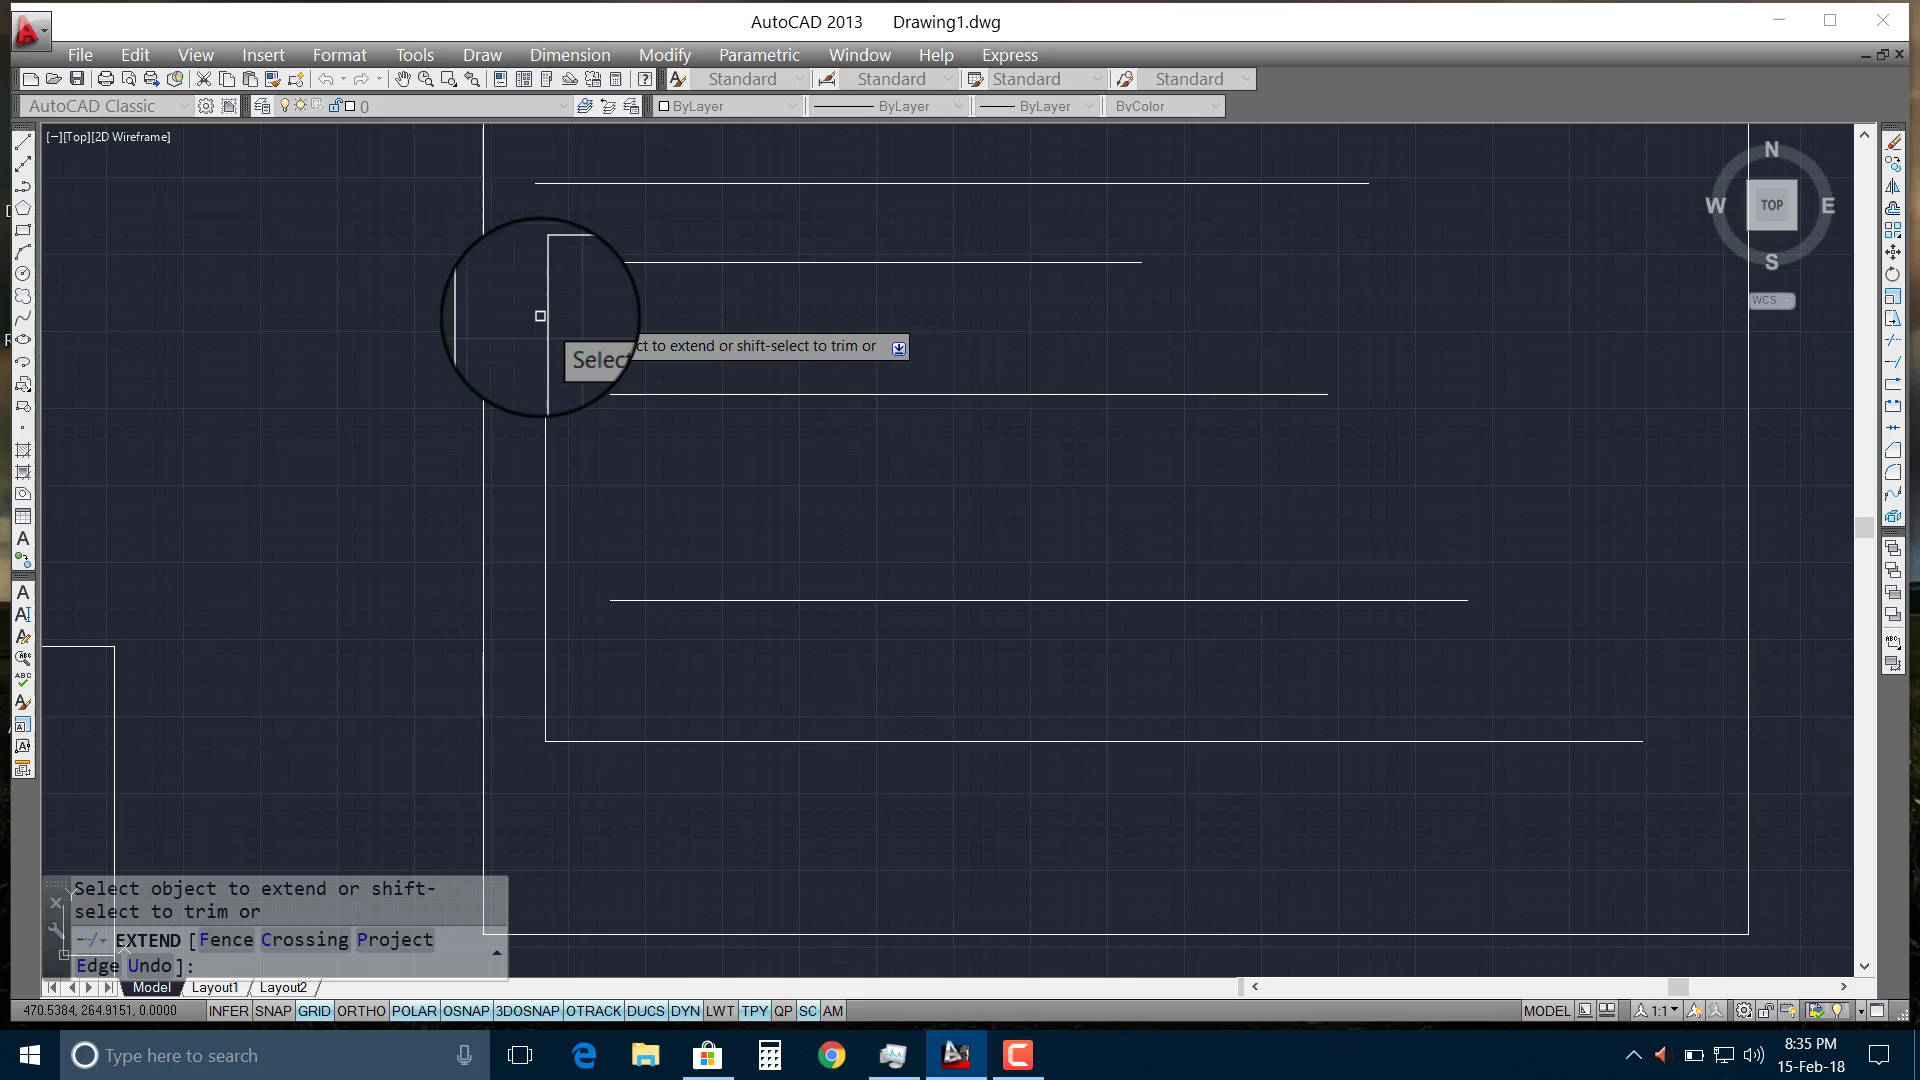 AutoCAD 2013 Drawing1.dwg
File Edit View Insert Format Tools Draw Dimension Modify Parametric Window Help Express
Standard Standard Standard Standard
AutoCAD Classic 0 ByLayer ByLayer ByLayer ByColor
[−][Top][2D Wireframe]
N
W TOP E
S
WCS
ct to extend or shift-select to trim or
Select
Select object to extend or shift-
select to trim or
EXTEND [Fence Crossing Project
Edge Undo]:
Model Layout1 Layout2
470.5384, 264.9151, 0.0000 INFER SNAP GRID ORTHO POLAR OSNAP 3DOSNAP OTRACK DUCS DYN LWT TPY QP SC AM MODEL 1:1
Type here to search
8:35 PM
15-Feb-18